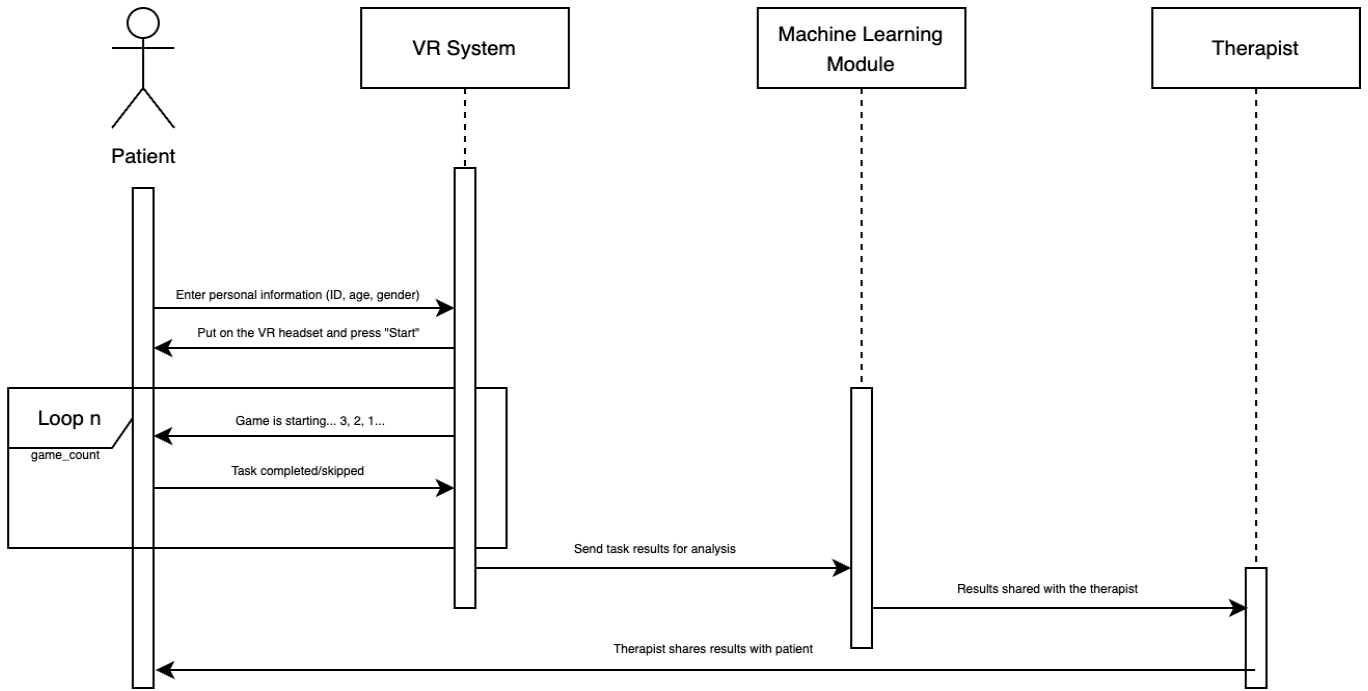 VR System
Machine Learning
Module
Therapist
Patient
Enter personal information (ID, age, gender)
Put on the VR headset and press "Start"
Loop n
game_count
Game is starting... 3, 2, 1...
Task completed/skipped
Send task results for analysis
Results shared with the therapist
Therapist shares results with patient